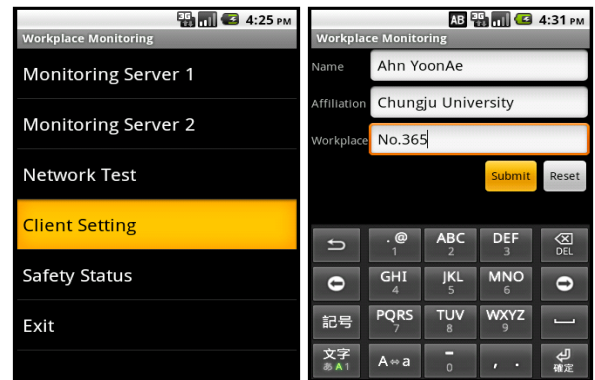 3G 4:25 PM
Workplace Monitoring
Monitoring Server 1
Monitoring Server 2
Network Test
Client Setting
Safety Status
Exit
AB 3G 4:31 PM
Workplace Monitoring
Name Ahn YoonAe
Affiliation Chungju University
Workplace No.365
Submit Reset
. @ ABC DEF DEL
1 2 3
GHI JKL MNO
4 5 6
記号 PQRS TUV WXYZ
7 8 9
文字 A⇔a - , . 確定
あA1 0